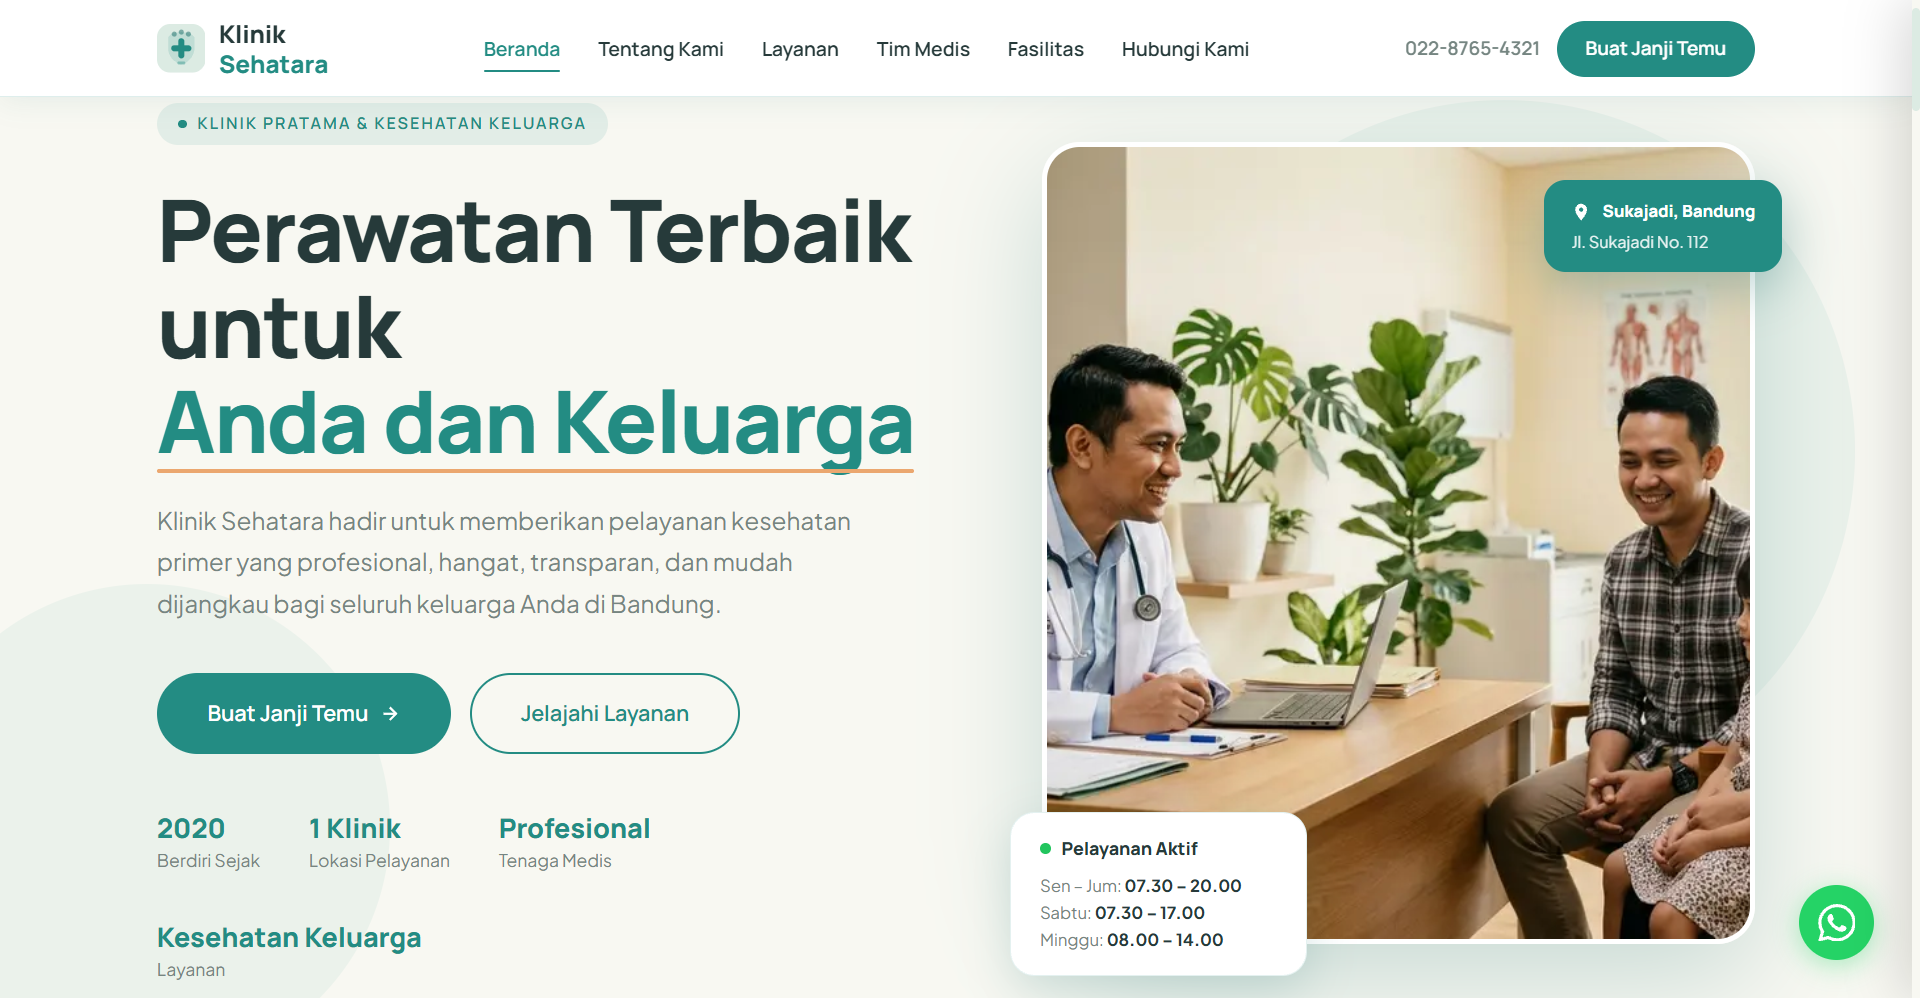 Klinik
Sehatara
Beranda
Tentang Kami
Layanan
Tim Medis
Fasilitas
Hubungi Kami
022-8765-4321
Buat Janji Temu
KLINIK PRATAMA & KESEHATAN KELUARGA
Perawatan Terbaik
untuk
Anda dan Keluarga
Klinik Sehatara hadir untuk memberikan pelayanan kesehatan
primer yang profesional, hangat, transparan, dan mudah
dijangkau bagi seluruh keluarga Anda di Bandung.
Buat Janji Temu →
Jelajahi Layanan
2020
Berdiri Sejak
1 Klinik
Lokasi Pelayanan
Profesional
Tenaga Medis
Kesehatan Keluarga
Layanan
Sukajadi, Bandung
Jl. Sukajadi No. 112
Pelayanan Aktif
Sen – Jum: 07.30 – 20.00
Sabtu: 07.30 – 17.00
Minggu: 08.00 – 14.00